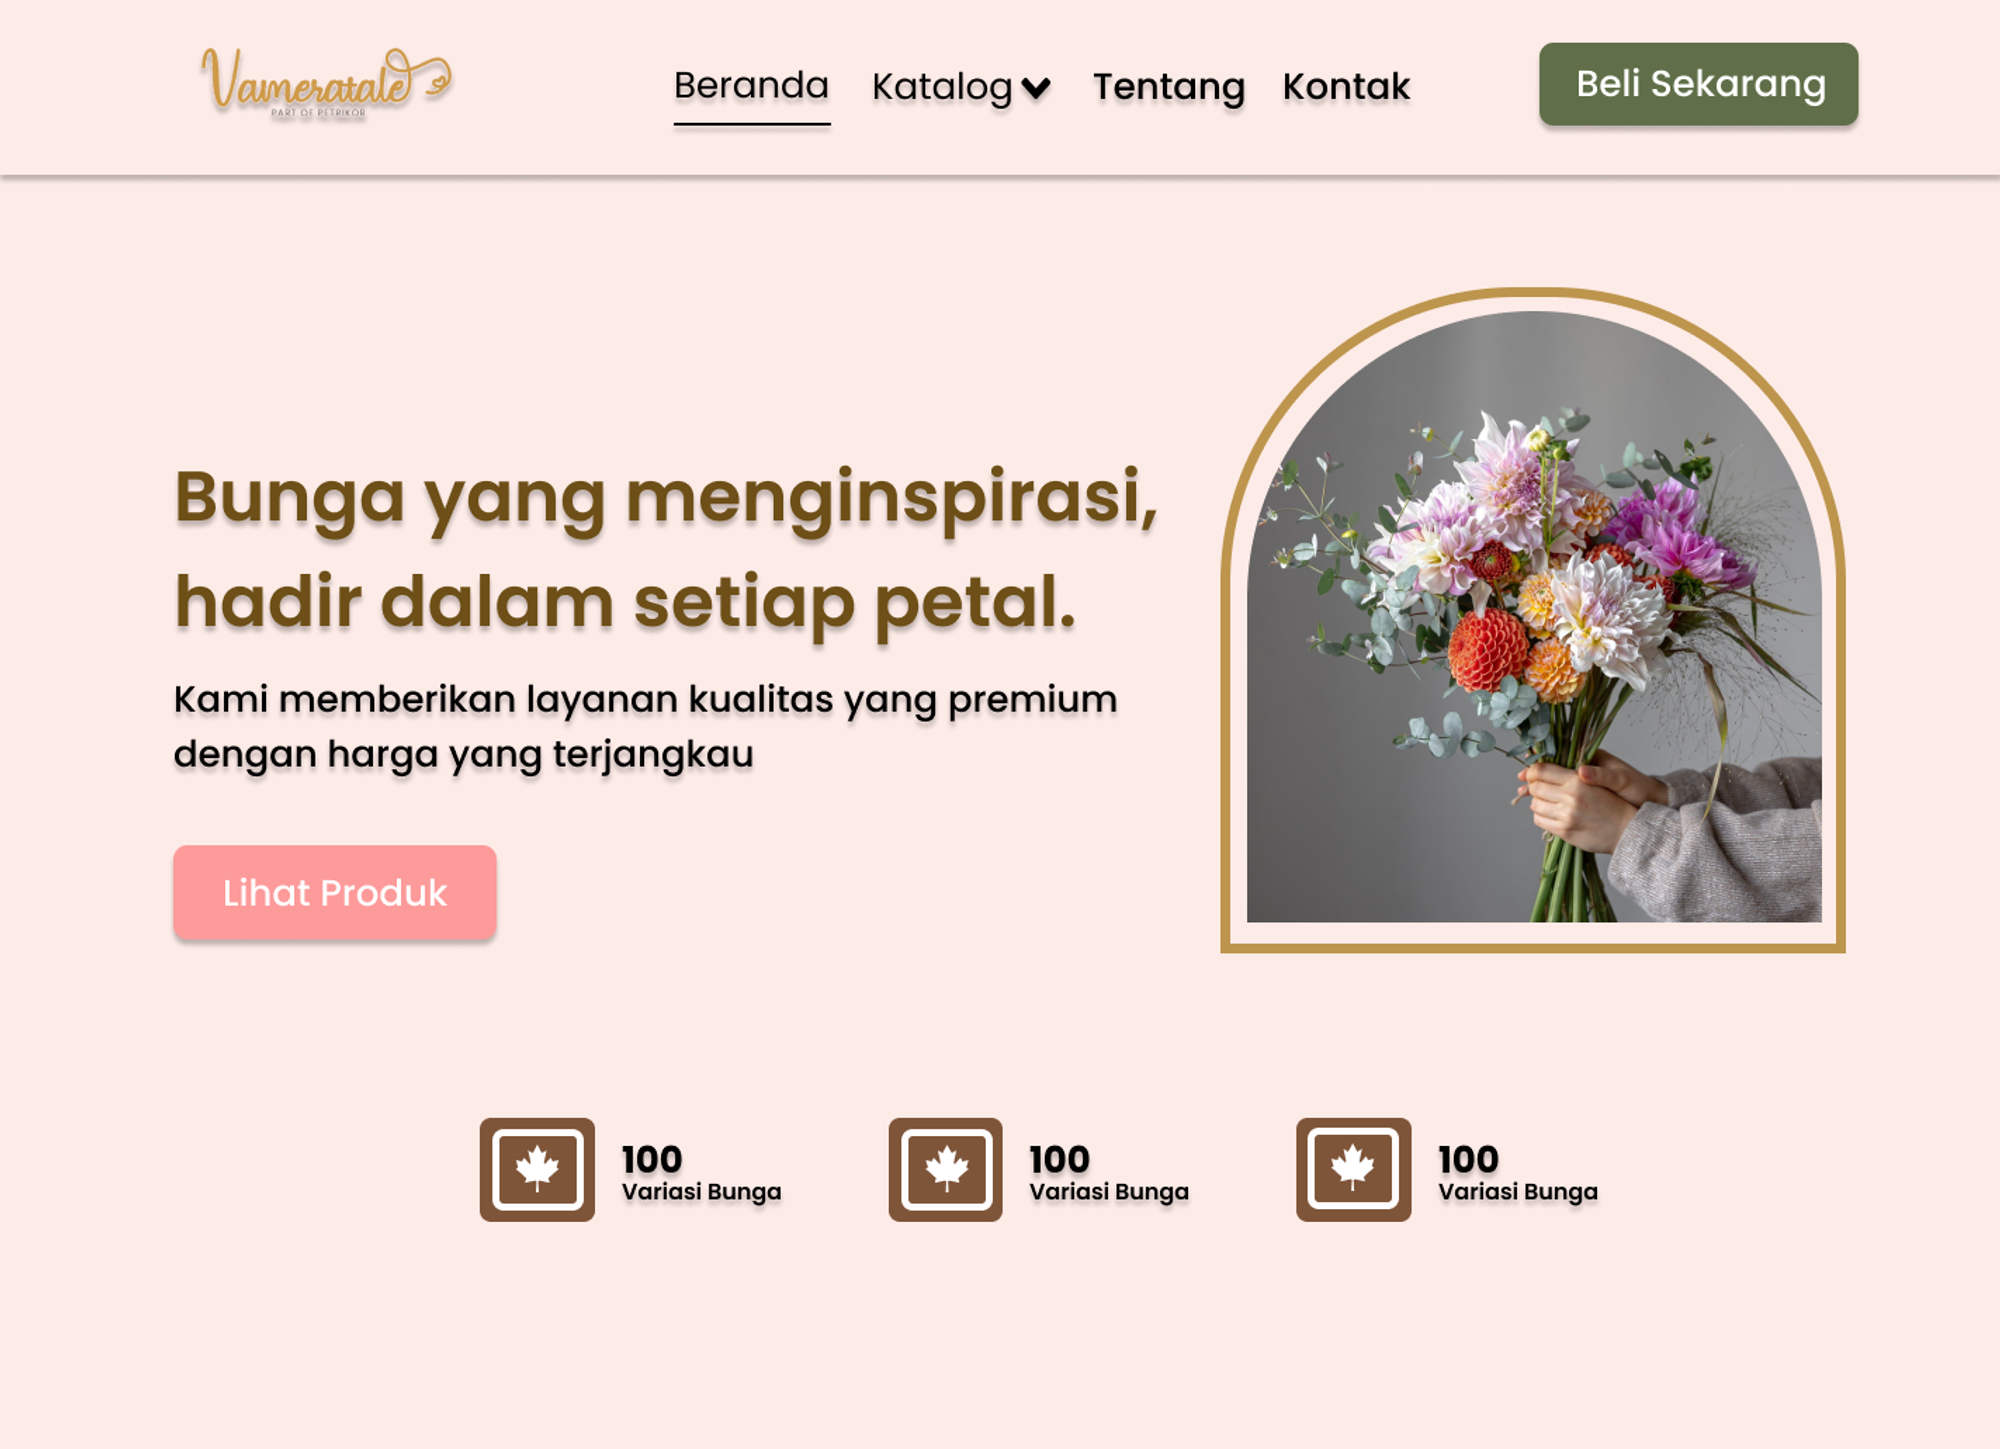 Vameratale
PART OF PETRIKOR
Beranda
Katalog
Tentang
Kontak
Beli Sekarang
Bunga yang menginspirasi,
hadir dalam setiap petal.
Kami memberikan layanan kualitas yang premium
dengan harga yang terjangkau
Lihat Produk
100
Variasi Bunga
100
Variasi Bunga
100
Variasi Bunga